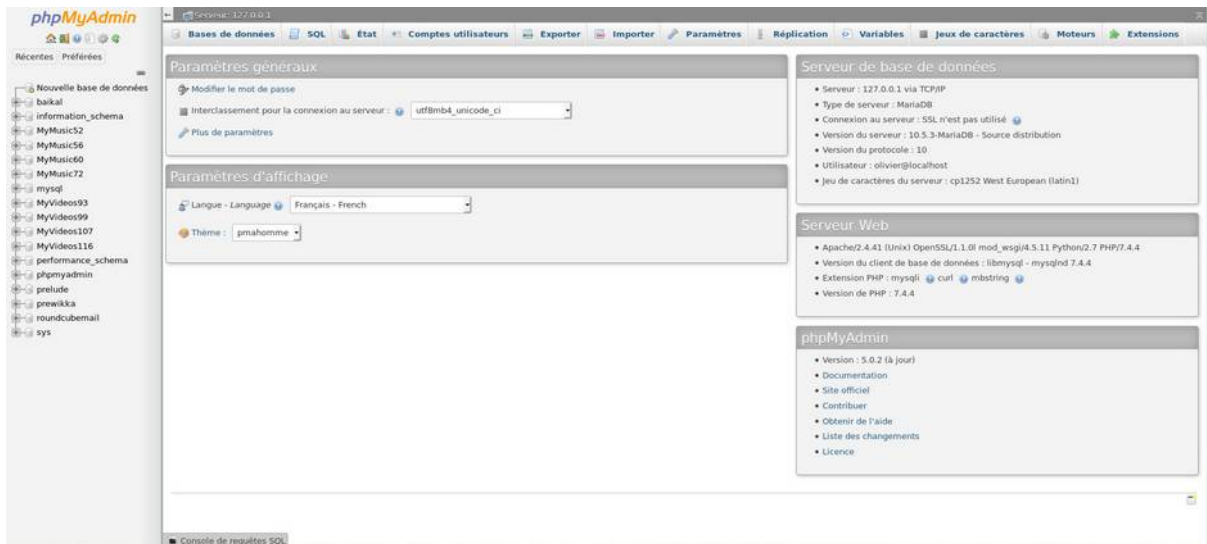 phpMyAdmin
Récentes Préférées
Nouvelle base de données
baikal
information_schema
MyMusic52
MyMusic56
MyMusic60
MyMusic72
mysql
MyVideos93
MyVideos99
MyVideos107
MyVideos116
performance_schema
phpmyadmin
prelude
prewikka
roundcubemail
sys
Serveur: 127.0.0.1
Bases de données SQL État Comptes utilisateurs Exporter Importer Paramètres Réplication Variables Jeux de caractères Moteurs Extensions
Paramètres généraux
Modifier le mot de passe
Interclassement pour la connexion au serveur : utf8mb4_unicode_ci
Plus de paramètres
Paramètres d'affichage
Langue - Language Français - French
Thème : pmahomme
Serveur de base de données
• Serveur : 127.0.0.1 via TCP/IP
• Type de serveur : MariaDB
• Connexion au serveur : SSL n'est pas utilisé
• Version du serveur : 10.5.3-MariaDB - Source distribution
• Version du protocole : 10
• Utilisateur : olivier@localhost
• Jeu de caractères du serveur : cp1252 West European (latin1)
Serveur Web
• Apache/2.4.41 (Unix) OpenSSL/1.1.0l mod_wsgi/4.5.11 Python/2.7 PHP/7.4.4
• Version du client de base de données : libmysql - mysqlnd 7.4.4
• Extension PHP : mysqli curl mbstring
• Version de PHP : 7.4.4
phpMyAdmin
• Version : 5.0.2 (à jour)
• Documentation
• Site officiel
• Contribuer
• Obtenir de l'aide
• Liste des changements
• Licence
Console de requêtes SQL